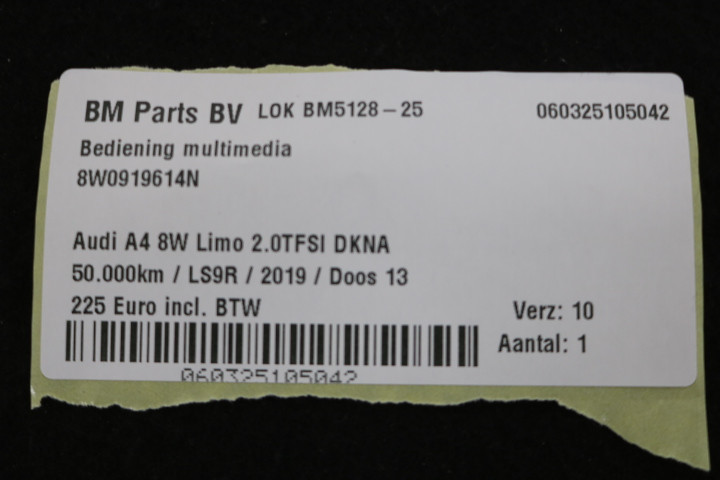 BM Parts BV LOK BM5128-25 060325105042
Bediening multimedia
8W0919614N
Audi A4 8W Limo 2.0TFSI DKNA
50.000km / LS9R / 2019 / Doos 13
225 Euro incl. BTW Verz: 10
Aantal: 1
060325105042